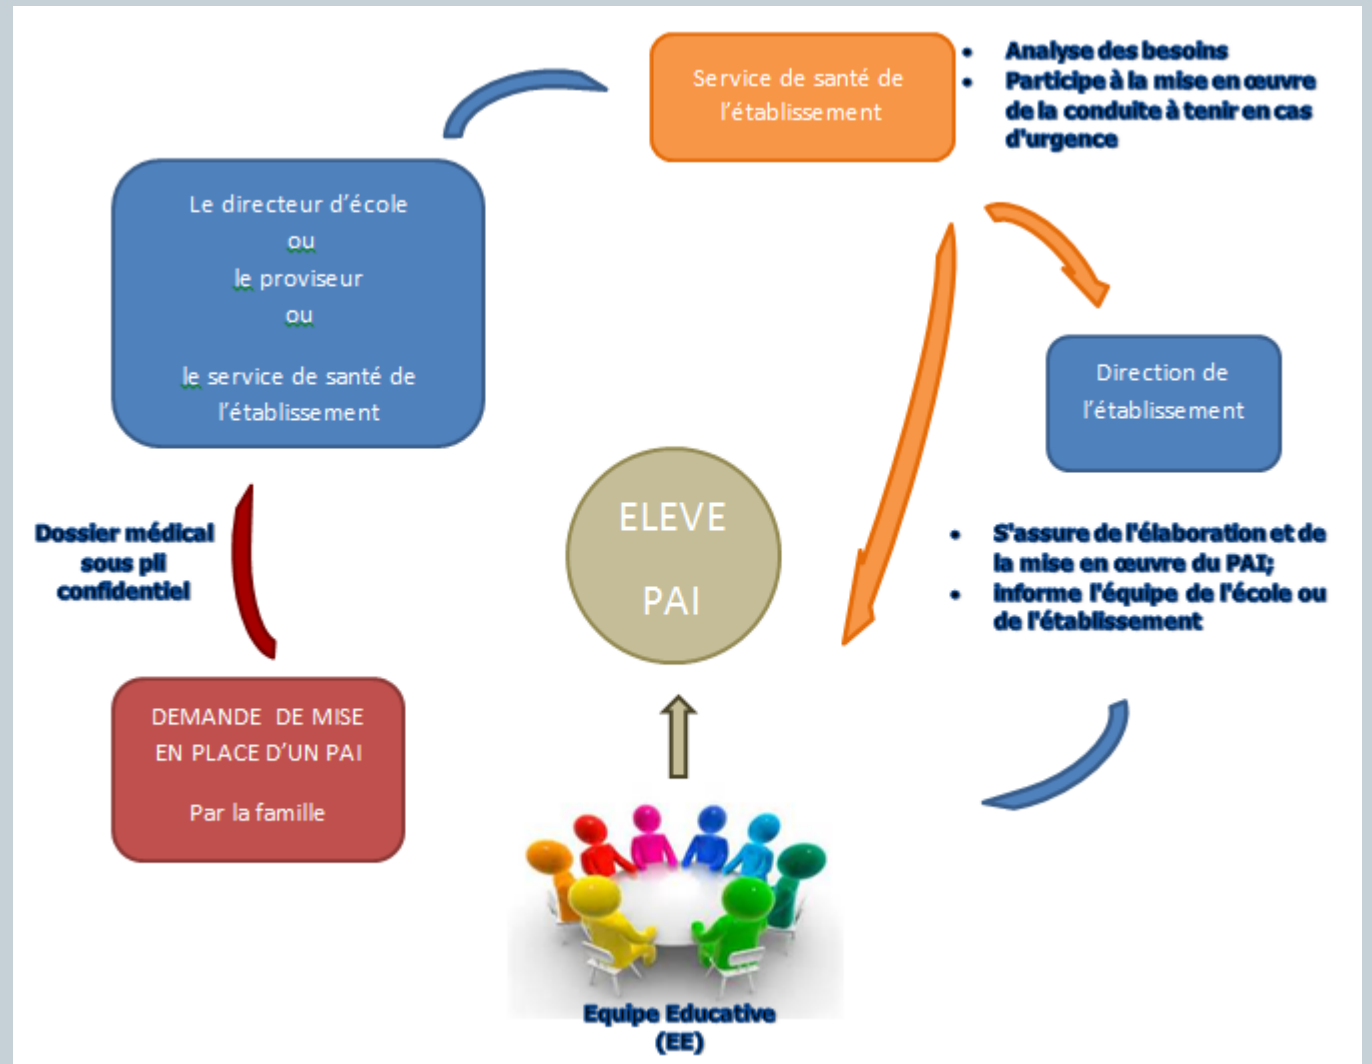 Service de santé de
l'établissement
• Analyse des besoins
• Participe à la mise en œuvre
de la conduite à tenir en cas
d'urgence
Le directeur d'école
ou
le proviseur
ou
le service de santé de
l'établissement
Direction de
l'établissement
ELEVE
PAI
Dossier médical
sous pli
confidentiel
• S'assure de l'élaboration et de
la mise en œuvre du PAI;
• informe l'équipe de l'école ou
de l'établissement
DEMANDE DE MISE
EN PLACE D'UN PAI
Par la famille
Equipe Educative
(EE)